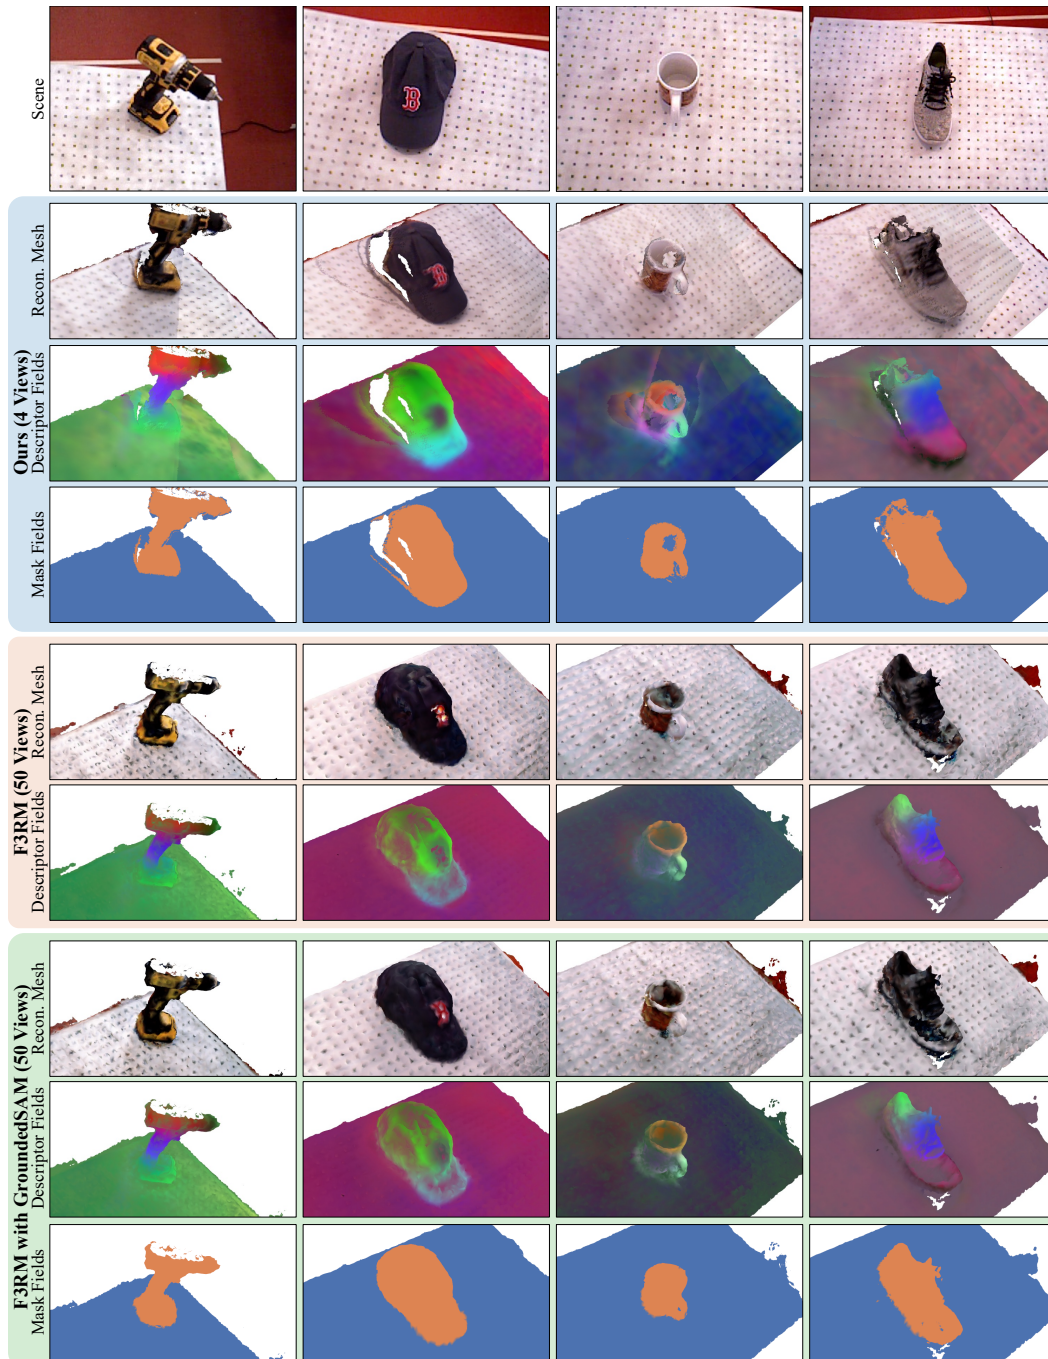 Scene
Ours (4 Views)
Recon. Mesh
Descriptor Fields
Mask Fields
F3RM (50 Views)
Recon. Mesh
Descriptor Fields
F3RM with GroundedSAM (50 Views)
Recon. Mesh
Descriptor Fields
Mask Fields
B
B
B
B